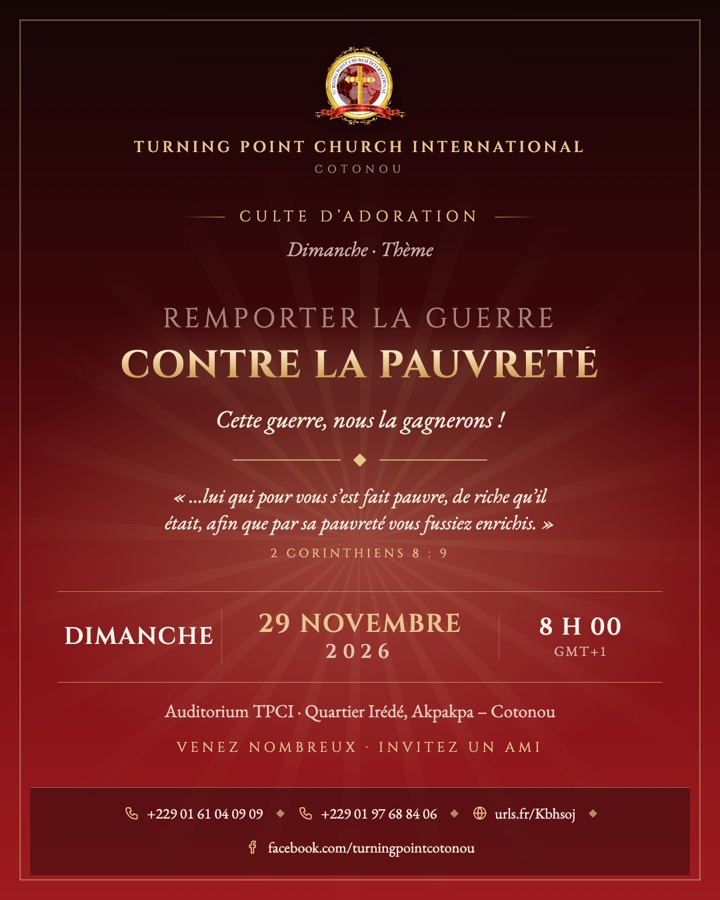 TURNING POINT CHURCH INTERNATIONAL
TURNING POINT CHURCH INTERNATIONAL
COTONOU
CULTE D’ADORATION
Dimanche · Thème
REMPORTER LA GUERRE
CONTRE LA PAUVRETÉ
Cette guerre, nous la gagnerons !
« …lui qui pour vous s’est fait pauvre, de riche qu’il
était, afin que par sa pauvreté vous fussiez enrichis. »
2 CORINTHIENS 8 : 9
DIMANCHE
29 NOVEMBRE
2026
8 H 00
GMT+1
Auditorium TPCI · Quartier Irédé, Akpakpa – Cotonou
VENEZ NOMBREUX · INVITEZ UN AMI
+229 01 61 04 09 09 ◆ +229 01 97 68 84 06 ◆ urls.fr/Kbhsoj ◆
facebook.com/turningpointcotonou